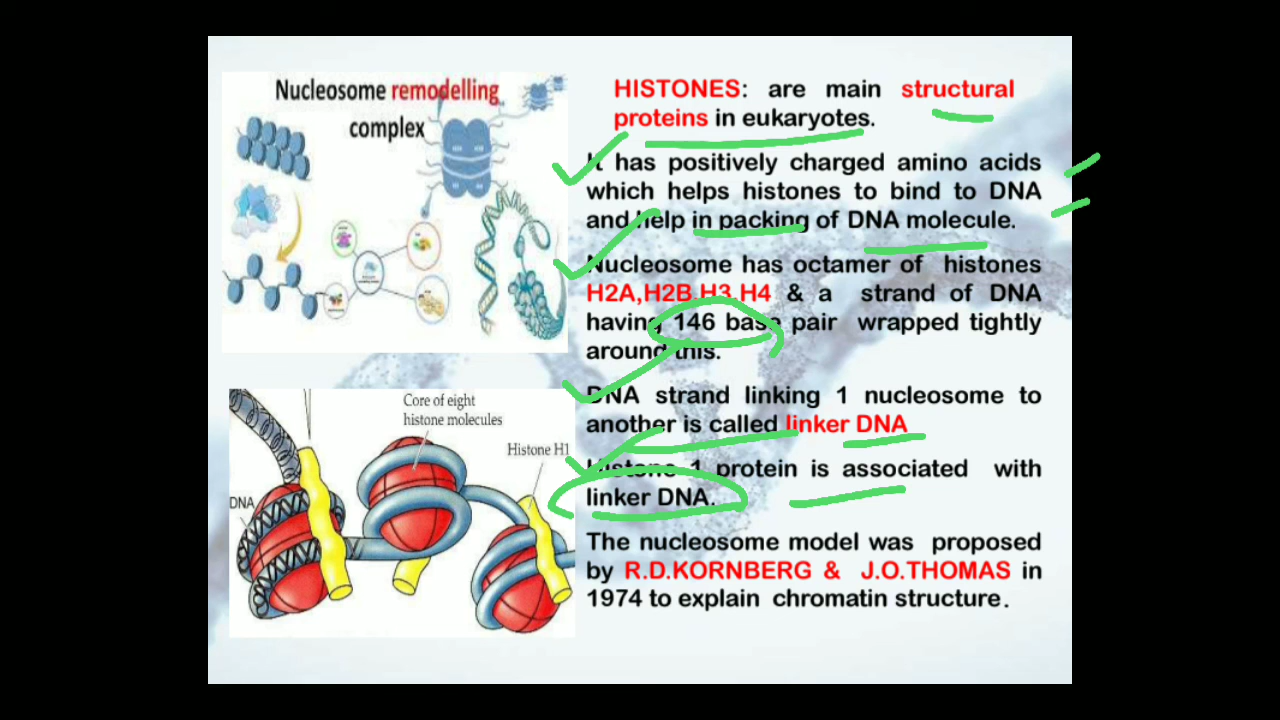 Nucleosome remodelling
complex
HISTONES: are main structural
proteins in eukaryotes.
It has positively charged amino acids
which helps histones to bind to DNA
and help in packing of DNA molecule.
Nucleosome has octamer of histones
H2A,H2B,H3,H4 & a strand of DNA
having 146 base pair wrapped tightly
around this.
DNA strand linking 1 nucleosome to
another is called linker DNA
Histone 1 protein is associated with
linker DNA.
The nucleosome model was proposed
by R.D.KORNBERG & J.O.THOMAS in
1974 to explain chromatin structure.
Core of eight
histone molecules
Histone H1
DNA